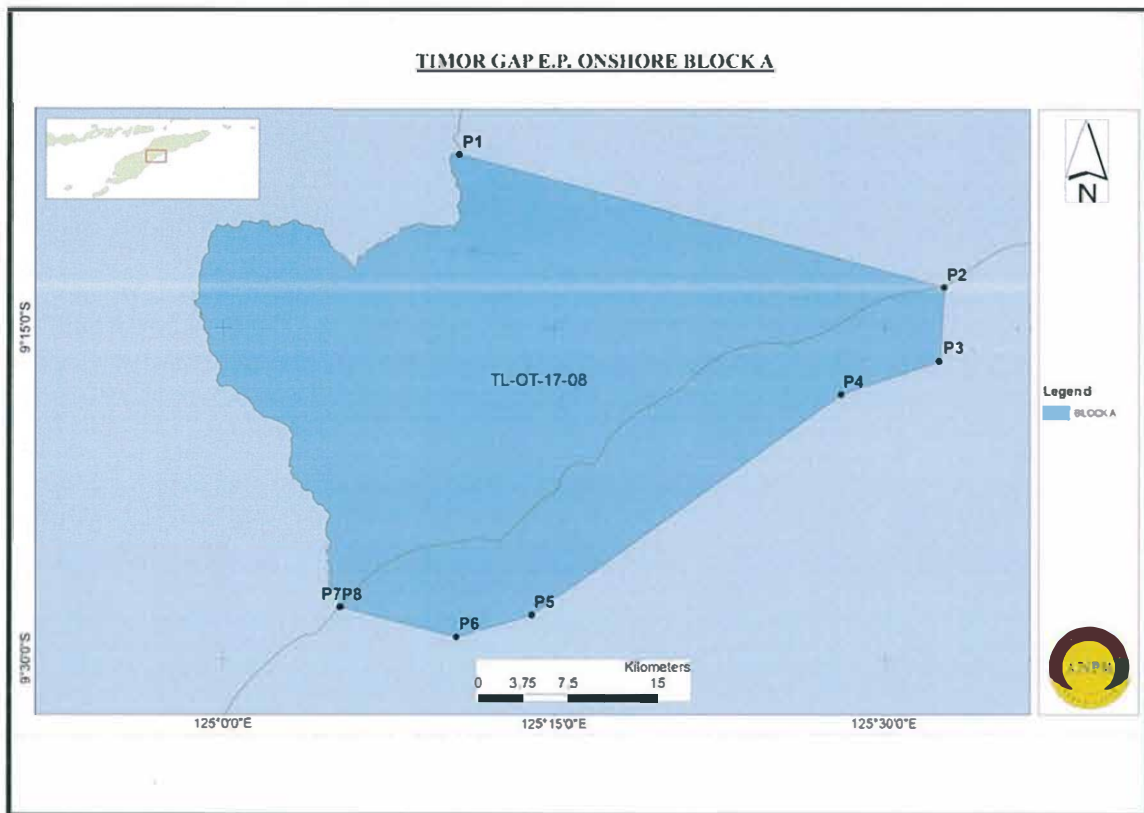 TIMOR GAP E.P. ONSHORE BLOCK A
P1
P2
P3
P4
P5
P6
P7P8
TL-OT-17-08
9°15'0"S
9°30'0"S
125°0'0"E
125°15'0"E
125°30'0"E
Kilometers
0 3,75 7,5 15
N
Legend
BLOCK A
ANPM